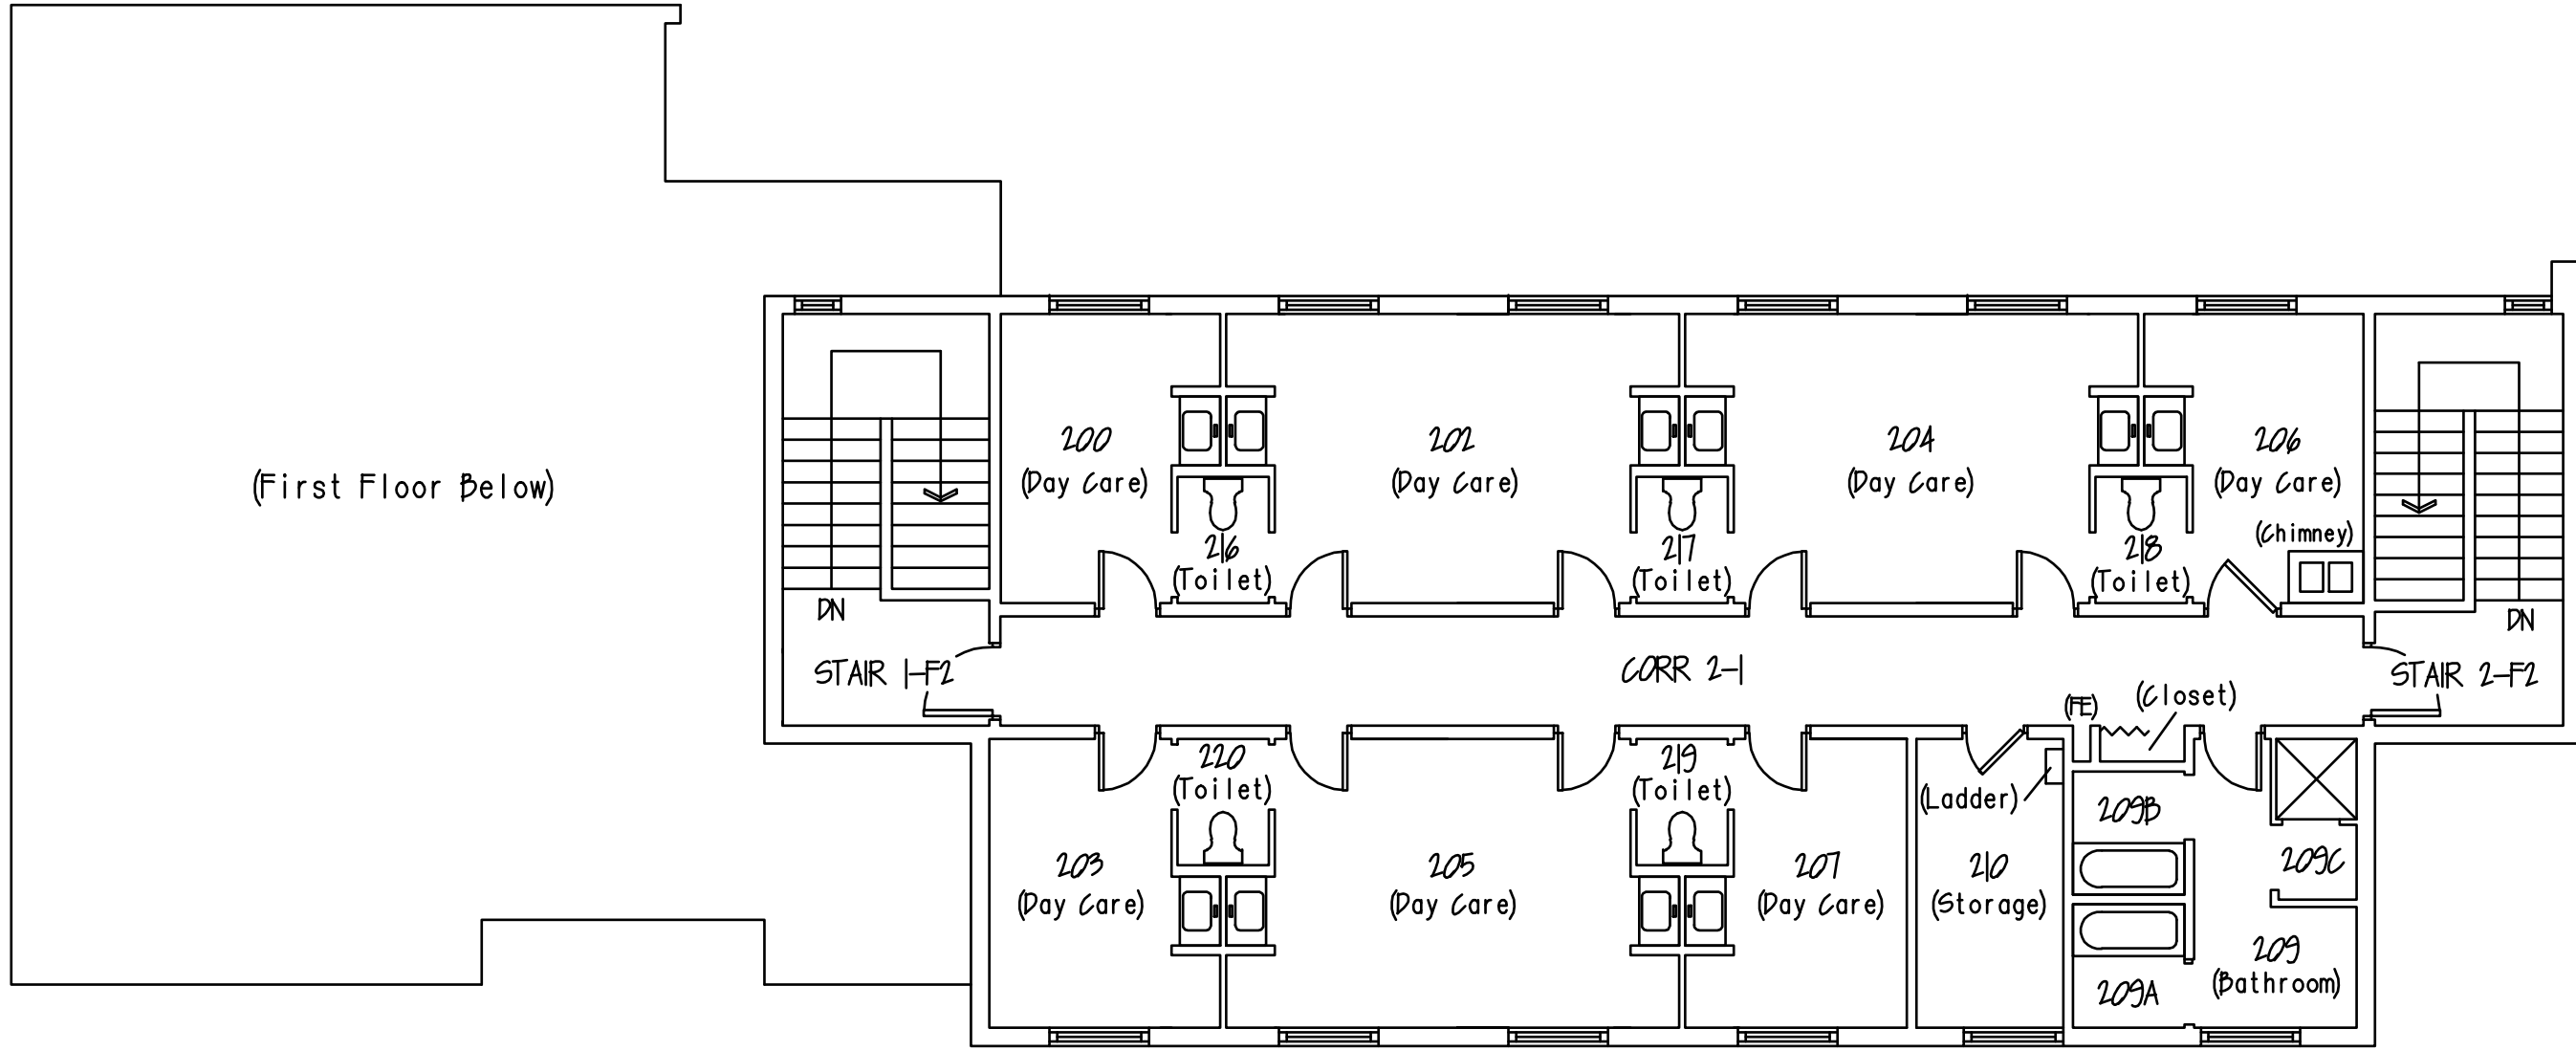 (First Floor Below)
200
(Day Care)
202
(Day Care)
204
(Day Care)
206
(Day Care)
(Chimney)
216
(Toilet)
217
(Toilet)
218
(Toilet)
DN
DN
STAIR 1-F2
CORR 2-1
STAIR 2-F2
(FE)
(Closet)
220
(Toilet)
219
(Toilet)
(Ladder)
209B
203
(Day Care)
205
(Day Care)
207
(Day Care)
210
(Storage)
209C
209
(Bathroom)
209A